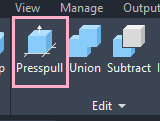 View Manage Output
Presspull Union Subtract
Edit